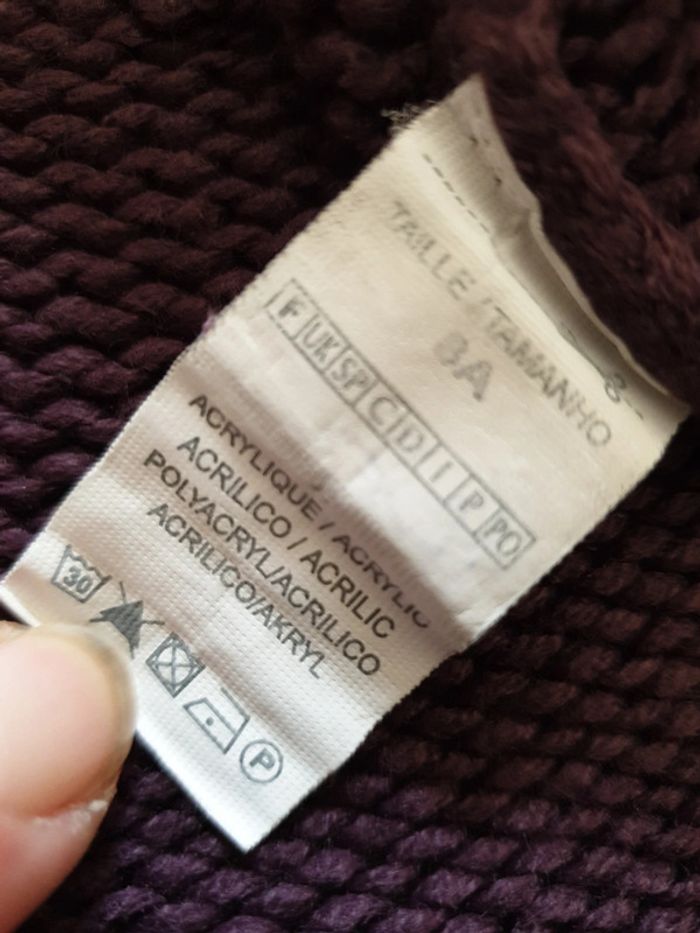 TAILLE / TAMANHO
8A
F UK SP C D I P PO
ACRYLIQUE / ACRYLIC
ACRILICO / ACRILIC
POLYACRYL/ACRILICO
ACRILICO/AKRYL
30
P